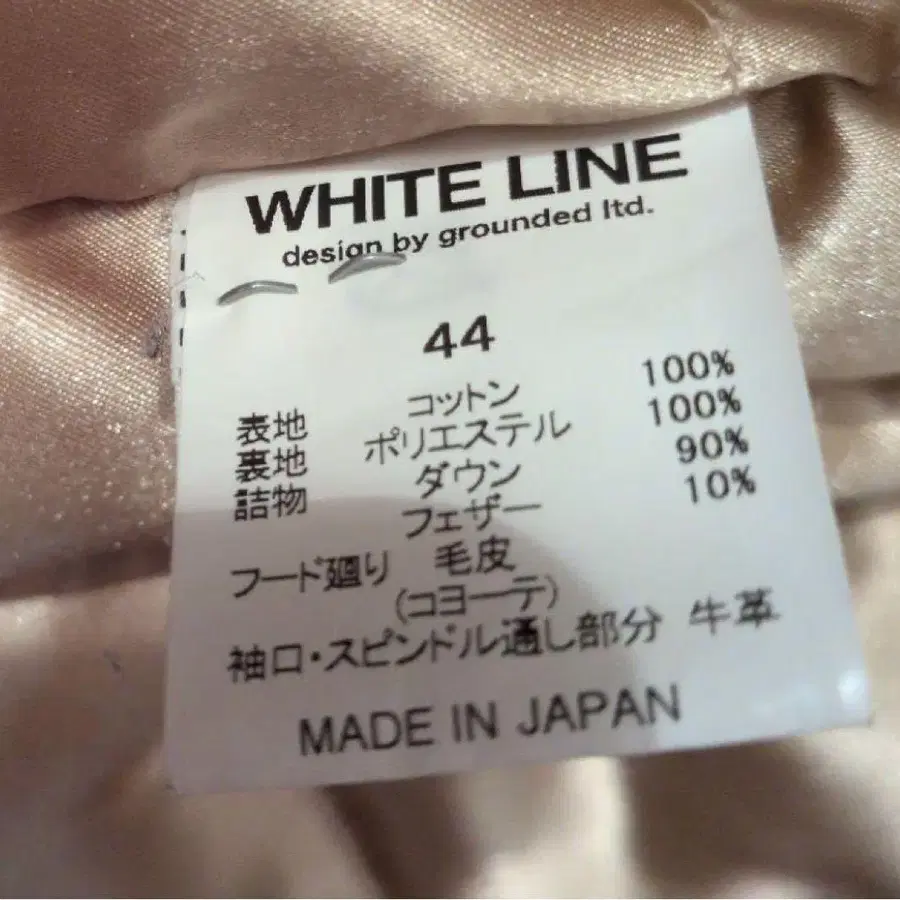 WHITE LINE
design by grounded ltd.
44
表地 コットン 100%
裏地 ポリエステル 100%
詰物 ダウン 90%
フェザー 10%
フード廻り 毛皮
(コヨーテ)
袖口・スピンドル通し部分 牛革
MADE IN JAPAN